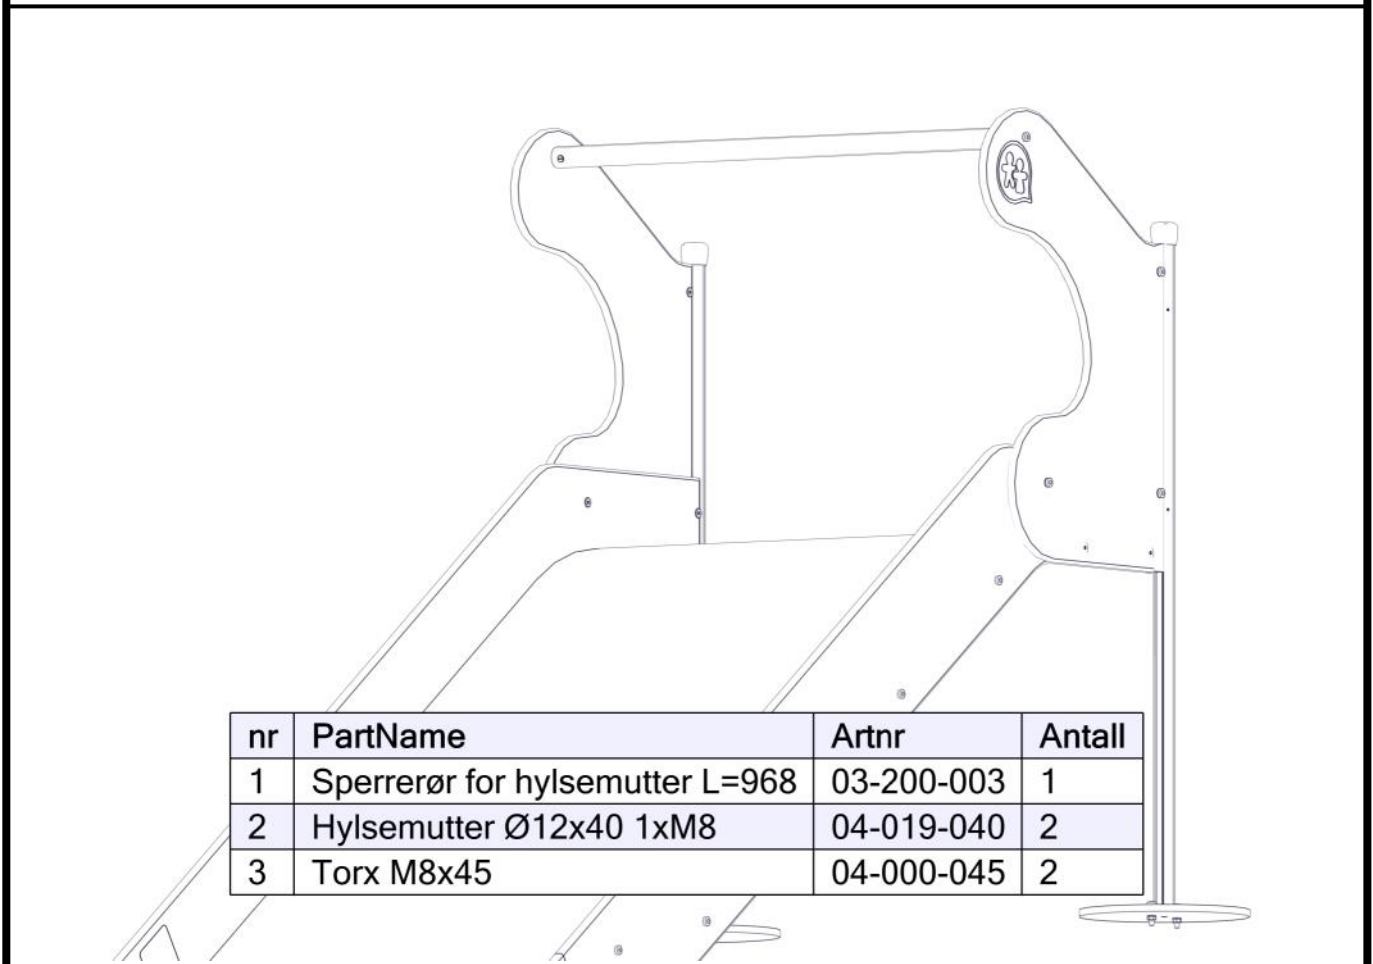 nr PartName Artnr Antall
1 Sperrerør for hylsemutter L=968 03-200-003 1
2 Hylsemutter Ø12x40 1xM8 04-019-040 2
3 Torx M8x45 04-000-045 2